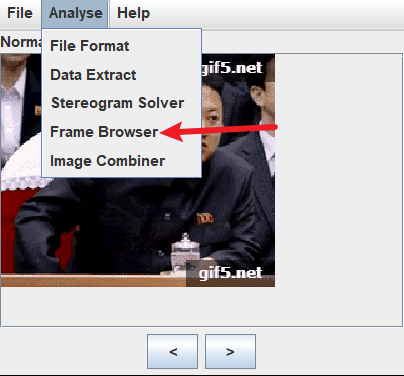 File Analyse Help
Norma
File Format
Data Extract
Stereogram Solver
Frame Browser
Image Combiner
gif5.net
gif5.net
< >